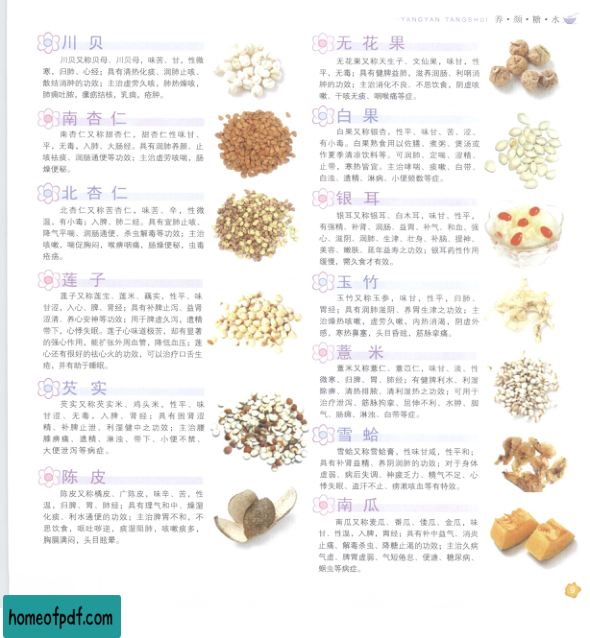 YANGYAN TANGSHUI 养·颜·糖·水
川贝
川贝又称贝母、川贝母，味苦、甘，性微
寒，归肺、心经；具有清热化痰、润肺止咳、
散结消肿的功效；主治虚劳久咳，肺热燥咳，
肺痈吐脓，瘰疬结核，乳痈，疮肿。
南杏仁
南杏仁又称甜杏仁，甜杏仁性味甘、
平，无毒，入肺、大肠经。具有润肺养颜、止
咳祛痰、润肠通便等功效；主治虚劳咳喘，肠
燥便秘。
北杏仁
北杏仁又称苦杏仁，味苦、辛，性微
温，有小毒；入脾、肺二经。具有宣肺止咳、
降气平喘、润肠通便、杀虫解毒等功效；主治
咳嗽，喘促胸闷，喉痹咽痛，肠燥便秘，虫毒
疮疡。
莲子
莲子又称莲宝、莲米、藕实，性平、味
甘涩，入心、脾、肾经；具有补脾止泻、益肾
涩清、养心安神等功效；用于脾虚久泻，遗精
带下，心悸失眠。莲子心味道极苦，却有显著
的强心作用，能扩张外周血管，降低血压；莲
心还有很好的祛心火的功效，可以治疗口舌生
疮，并有助于睡眠。
芡实
芡实又称芡实米、鸡头米，性平、味
甘涩、无毒，入脾、肾经；具有固肾涩
精、补脾止泄、利湿健中之功效；主治腰
膝痹痛、遗精、淋浊、带下、小便不禁、
大便泄泻等病症。
陈皮
陈皮又称橘皮、广陈皮，味辛、苦，性
温，归脾、胃、肺经；具有理气和中、燥湿
化痰、利水通便的功效；主治脾胃不和，不
思饮食，呕吐哕逆，痰湿阻肺，咳嗽痰多，
胸膈满闷，头目眩晕。
无花果
无花果又称天生子、文仙果，味甘，性
平，无毒；具有健脾益肺，滋养润肠、利咽消
肿的功效；主治消化不良、不思饮食，阴虚咳
嗽、干咳无痰、咽喉痛等症。
白果
白果又称银杏，性平、味甘、苦、涩，
有小毒。白果熟食用以佐膳、煮粥、煲汤或
作夏季清凉饮料等，可润肺、定喘、涩精、
止带，寒热皆宜。主治哮喘、痰嗽、白带、
白浊、遗精、淋病、小便频数等症。
银耳
银耳又称银耳、白木耳，味甘、性平，
有强精、补肾、润肠、益胃、补气、和血、强
心、滋阴、润肺、生津、壮身、补脑、提神、
美容、嫩肤、延年益寿之功效；银耳药性作用
缓慢，需久食才有效。
玉竹
玉竹又称玉参，味甘，性平，归肺、
胃经；具有润肺滋阴、养胃生津之功效；主
治燥热咳嗽，虚劳久嗽，内热消渴，阴虚外
感，寒热鼻塞，头目昏眩，筋脉挛痛。
薏米
薏米又称薏仁、薏苡仁，味甘、淡、性
微寒、归脾、胃、肺经；有健脾利水、利湿
除痹、清热排脓、清利湿热之功效；可用于
治疗泄泻、筋脉拘挛、屈伸不利、水肿、脚
气、肠痈、淋浊、白带等症。
雪蛤
雪蛤又称雪蛤膏，性味甘咸，性平和；
具有补肾益精、养阴润肺的功效；对于身体
虚弱、病后失调、神疲乏力、精气不足、心
悸失眠、盗汗不止、痨嗽咳血等有特效。
南瓜
南瓜又称麦瓜、番瓜、倭瓜、金瓜，味
甘、性温，入脾、胃经；具有补中益气、消炎
止痛、解毒杀虫、降糖止渴的功效；主治久病
气虚、脾胃虚弱、气短倦怠、便溏、糖尿病、
蛔虫等病症。
9
homeofpdf.com